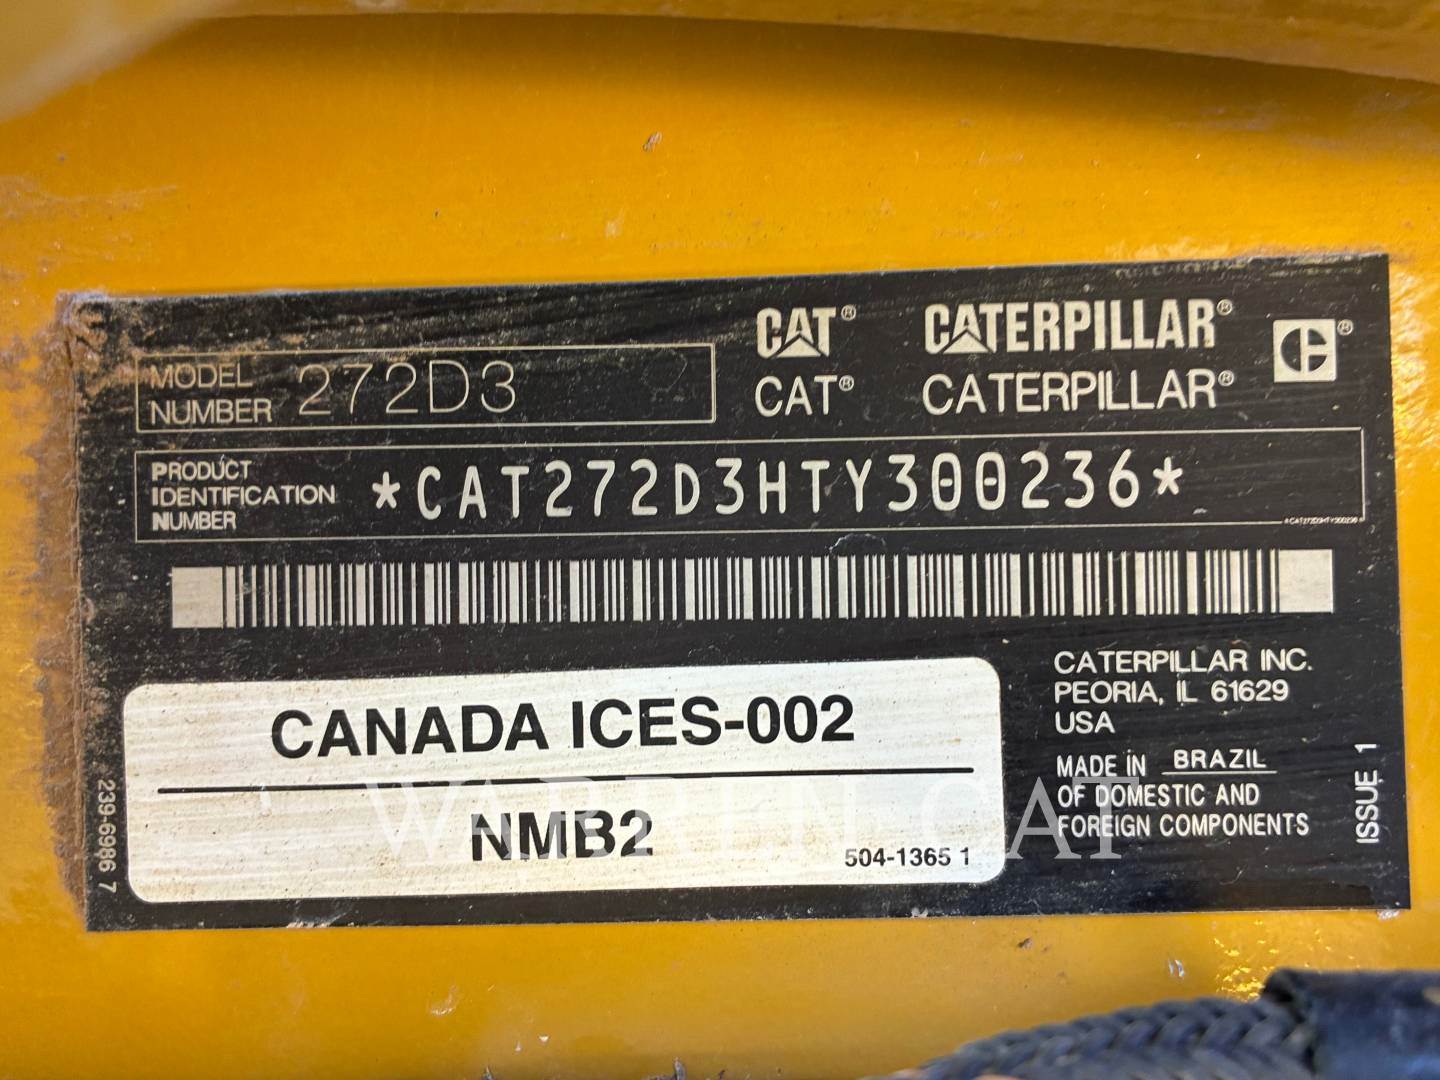 CAT® CATERPILLAR®
CAT® CATERPILLAR®
MODEL
NUMBER 272D3
PRODUCT
IDENTIFICATION
NUMBER
*CAT272D3HTY300236*
*CAT272D3HTY300236*
CANADA ICES-002
NMB2
504-1365 1
CATERPILLAR INC.
PEORIA, IL 61629
USA
MADE IN BRAZIL
OF DOMESTIC AND
FOREIGN COMPONENTS
ISSUE 1
239-6986 7
WARREN CAT